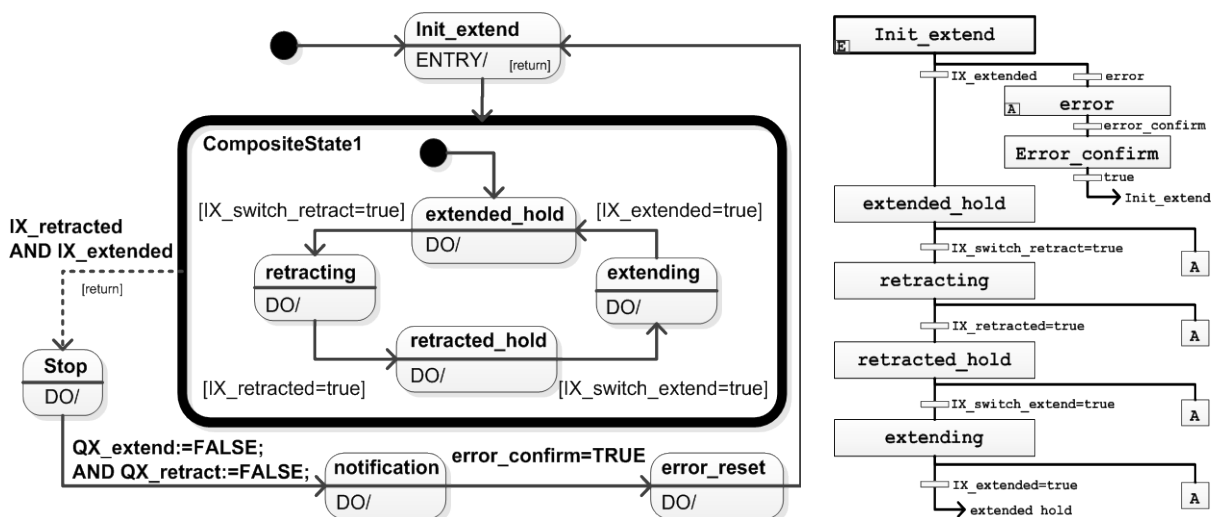 Init_extend
ENTRY/ [return]
CompositeState1
[IX_switch_retract=true]
extended_hold
DO/
[IX_extended=true]
retracting
DO/
extending
DO/
retracted_hold
DO/
[IX_retracted=true]
[IX_switch_extend=true]
IX_retracted
AND IX_extended
[return]
Stop
DO/
QX_extend:=FALSE;
AND QX_retract:=FALSE;
notification
DO/
error_confirm=TRUE
error_reset
DO/
Init_extend
E
IX_extended
error
error
A
error_confirm
Error_confirm
true
Init_extend
extended_hold
IX_switch_retract=true
A
retracting
IX_retracted=true
A
retracted_hold
IX_switch_extend=true
A
extending
IX_extended=true
A
extended hold